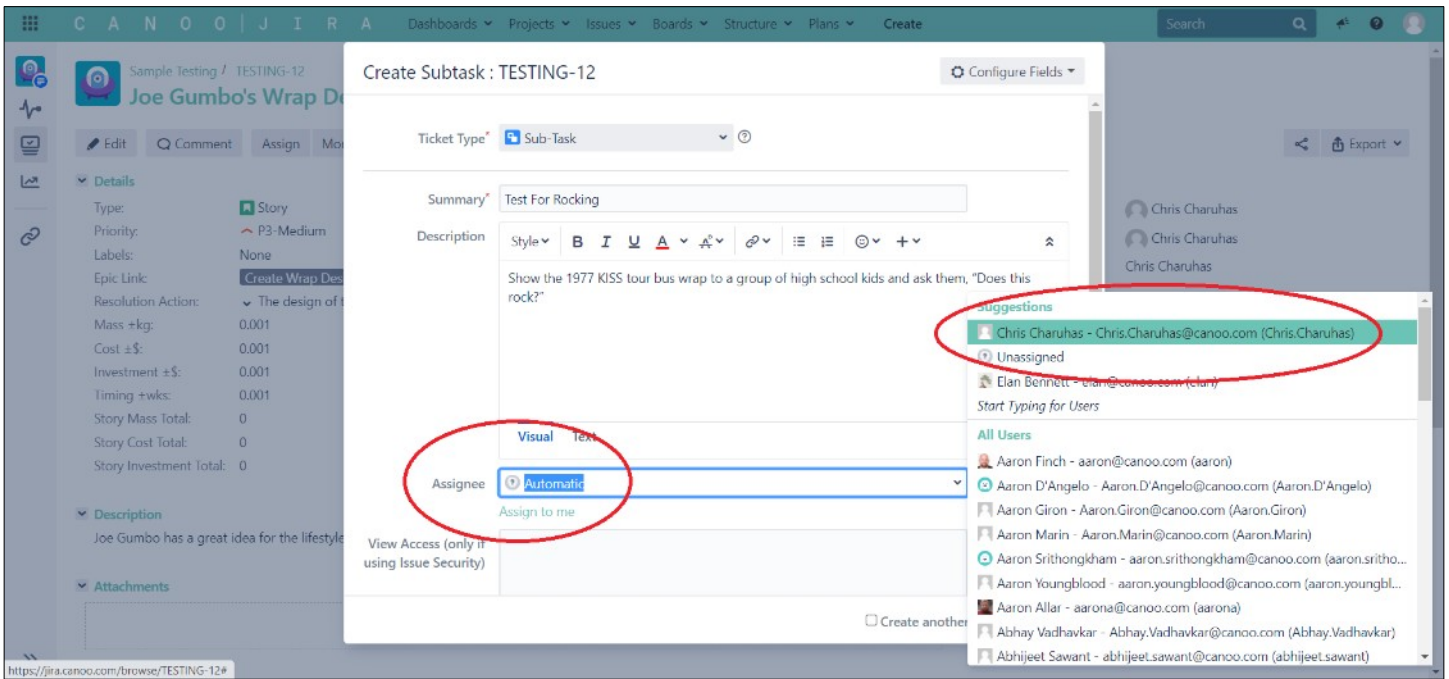 CANOO|JIRA Dashboards Projects Issues Boards Structure Plans Create Search
Sample Testing / TESTING-12
Joe Gumbo's Wrap
Edit Comment Assign
Export
Details
Type: Story
Priority: P3-Medium
Labels: None
Epic Link: Create Wrap Des
Resolution Action: The design of
Mass +kg: 0.001
Cost ±$: 0.001
Investment ±$: 0.001
Timing +wks: 0.001
Story Mass Total: 0
Story Cost Total: 0
Story Investment Total: 0
Description
Joe Gumbo has a great idea for the lifestyle
Attachments
https://jira.canoo.com/browse/TESTING-12#
Create Subtask : TESTING-12
Configure Fields
Ticket Type* Sub-Task
Summary* Test For Rocking
Description
Style B I U A
Show the 1977 KISS tour bus wrap to a group of high school kids and ask them, "Does this
rock?"
Visual Text
Assignee Automatic
Assign to me
View Access (only if
using Issue Security)
Create another
Chris Charuhas
Chris Charuhas
Chris Charuhas
Suggestions
Chris Charuhas - Chris.Charuhas@canoo.com (Chris.Charuhas)
Unassigned
Elan Bennett - elan@canoo.com (elan)
Start Typing for Users
All Users
Aaron Finch - aaron@canoo.com (aaron)
Aaron D'Angelo - Aaron.D'Angelo@canoo.com (Aaron.D'Angelo)
Aaron Giron - Aaron.Giron@canoo.com (Aaron.Giron)
Aaron Marin - Aaron.Marin@canoo.com (Aaron.Marin)
Aaron Srithongkham - aaron.srithongkham@canoo.com (aaron.sritho...
Aaron Youngblood - aaron.youngblood@canoo.com (aaron.youngbl...
Aaron Allar - aarona@canoo.com (aarona)
Abhay Vadhavkar - Abhay.Vadhavkar@canoo.com (Abhay.Vadhavkar)
Abhijeet Sawant - abhijeet.sawant@canoo.com (abhijeet.sawant)